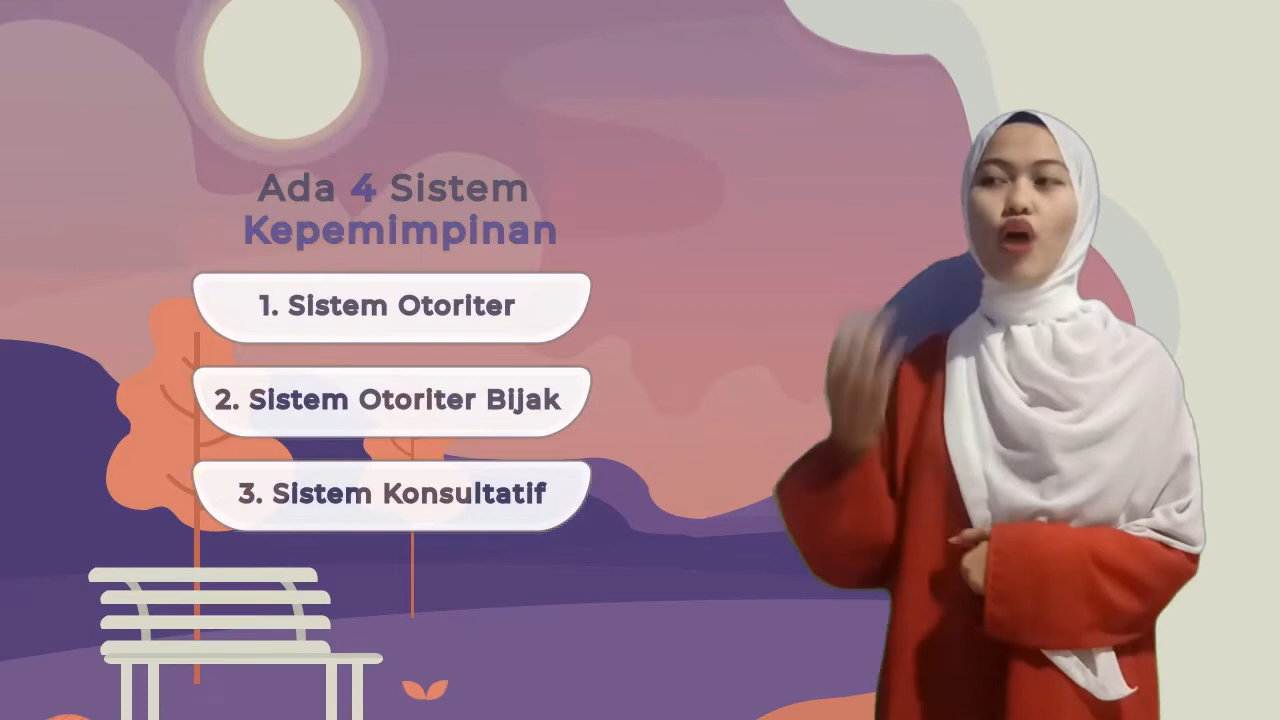 Ada 4 Sistem
Kepemimpinan
1. Sistem Otoriter
2. Sistem Otoriter Bijak
3. Sistem Konsultatif